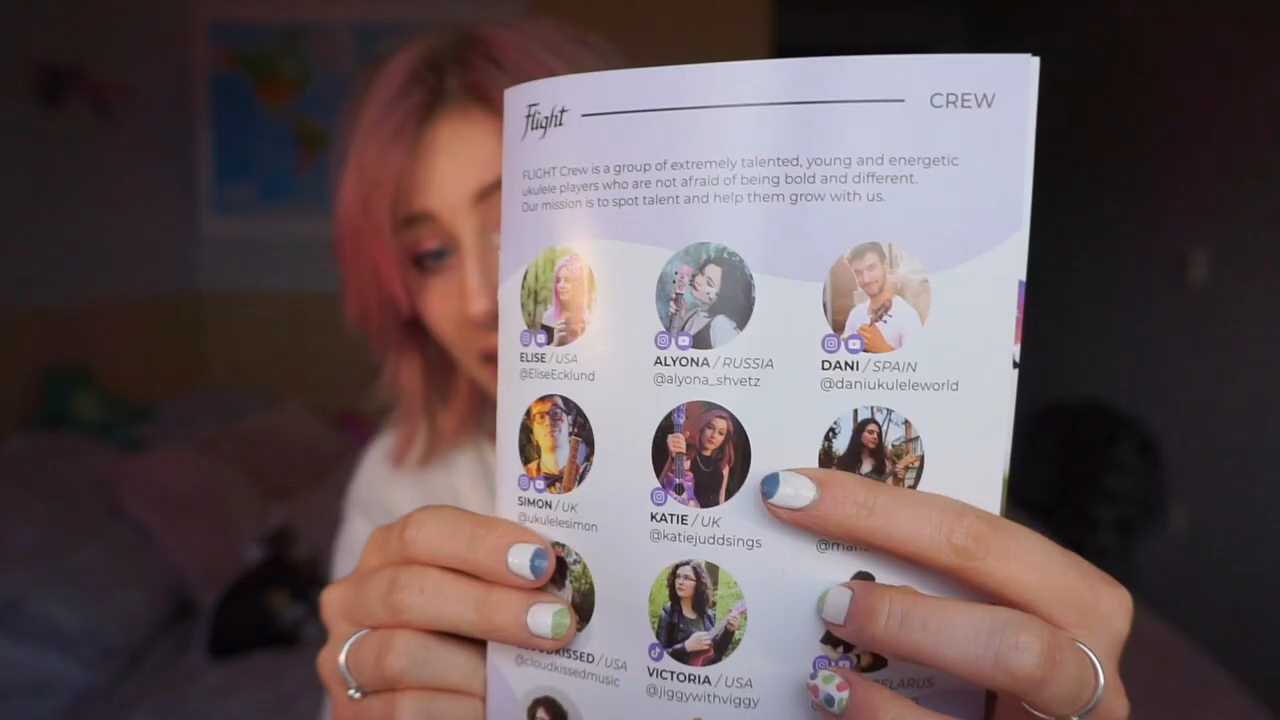 Flight
CREW
FLIGHT Crew is a group of extremely talented, young and energetic
ukulele players who are not afraid of being bold and different.
Our mission is to spot talent and help them grow with us.
ELISE / USA
@EliseEcklund
ALYONA / RUSSIA
@alyona_shvetz
DANI / SPAIN
@daniukuleleworld
SIMON / UK
@ukulelesimon
KATIE / UK
@katiejuddsings
CLOUDKISSED / USA
@cloudkissedmusic
VICTORIA / USA
@jiggywithviggy
BELARUS